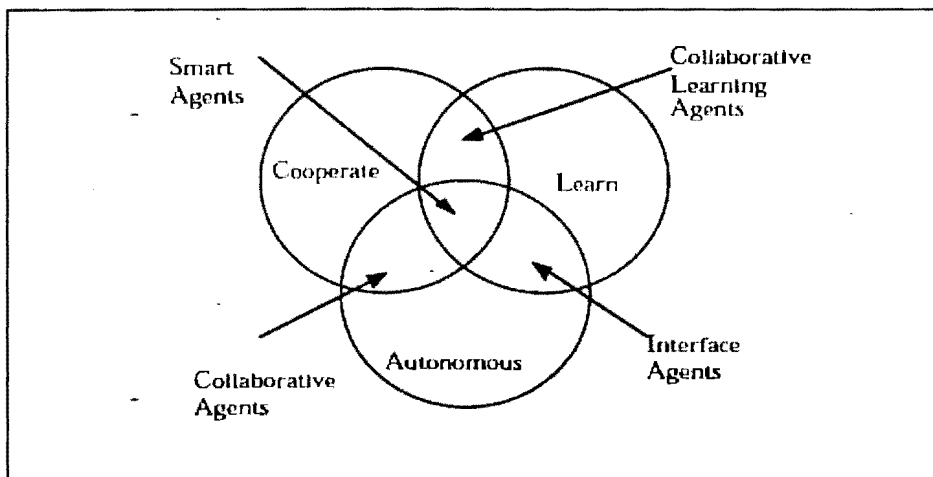 Smart
Agents
Collaborative
Learning
Agents
Cooperate
Learn
Autonomous
Collaborative
Agents
Interface
Agents